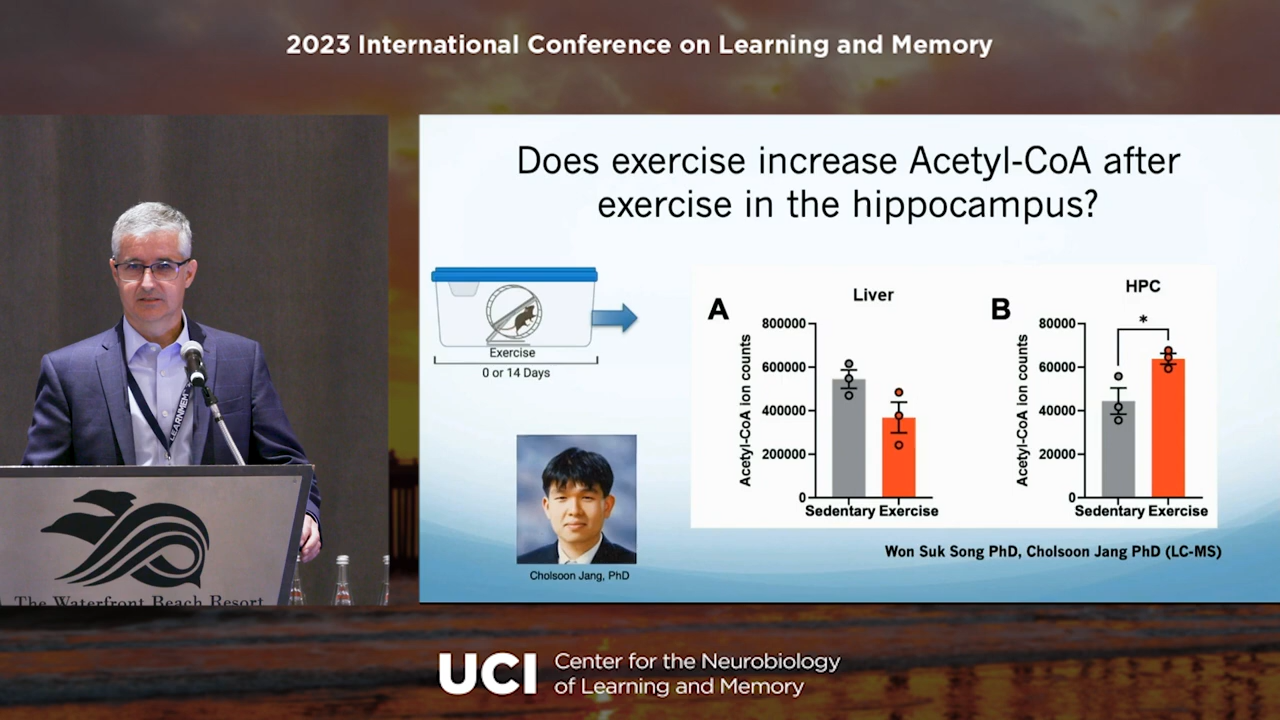 2023 International Conference on Learning and Memory
Does exercise increase Acetyl-CoA after
exercise in the hippocampus?
Exercise
0 or 14 Days
A
Liver
Acetyl-CoA ion counts
800000
600000
400000
200000
0
Sedentary Exercise
B
HPC
*
Acetyl-CoA ion counts
80000
60000
40000
20000
0
Sedentary Exercise
Cholsoon Jang, PhD
Won Suk Song PhD, Cholsoon Jang PhD (LC-MS)
LEARNMEM
The Waterfront Beach Resort
UCI
Center for the Neurobiology
of Learning and Memory